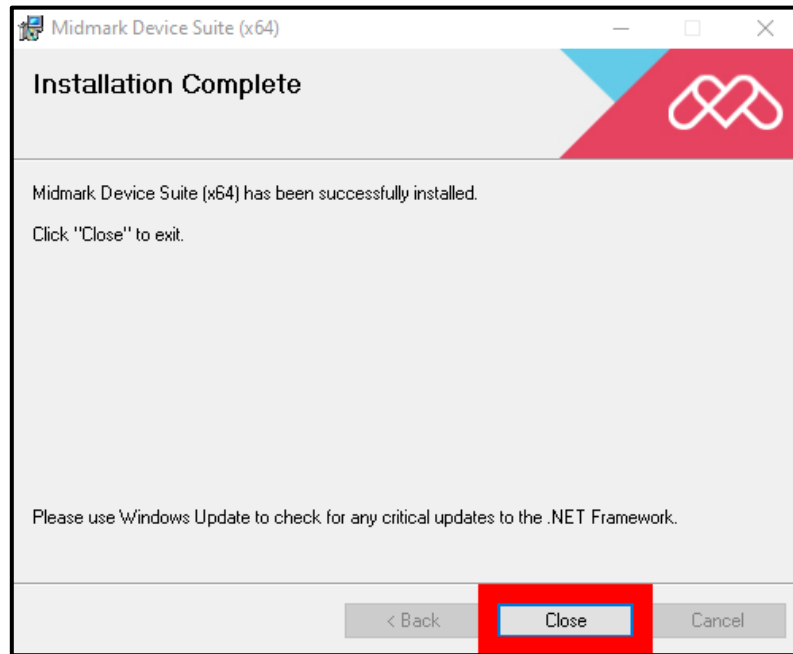 Midmark Device Suite (x64)
Installation Complete
Midmark Device Suite (x64) has been successfully installed.
Click "Close" to exit.
Please use Windows Update to check for any critical updates to the .NET Framework.
< Back Close Cancel